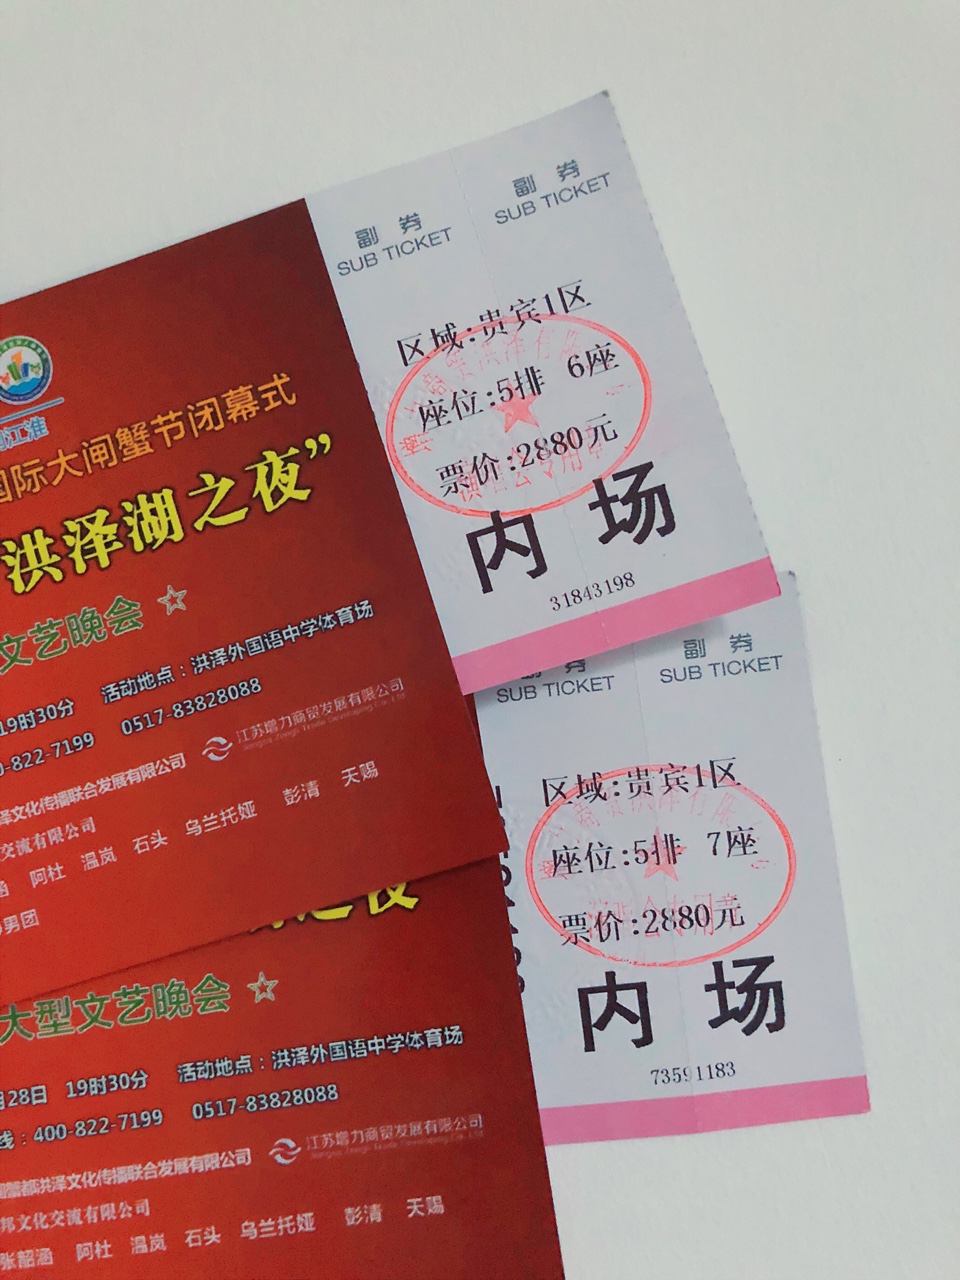 副 券
SUB TICKET
副 券
SUB TICKET
区域:贵宾1区
座位:5排 6座
票价:2880元
内 场
31843198
江淮
国际大闸蟹节闭幕式
洪泽湖之夜”
文艺晚会 ☆
19时30分 活动地点：洪泽外国语中学体育场
0-822-7199 0517-83828088
泽文化传播联合发展有限公司 江苏增力商贸发展有限公司
交流有限公司
涵 阿杜 温岚 石头 乌兰托娅 彭清 天赐
男团
副 券
SUB TICKET
副 券
SUB TICKET
区域:贵宾1区
座位:5排 7座
票价:2880元
内 场
73591183
之夜
大型文艺晚会 ☆
月28日 19时30分 活动地点：洪泽外国语中学体育场
线：400-822-7199 0517-83828088
都洪泽文化传播联合发展有限公司 江苏增力商贸发展有限公司
邦文化交流有限公司
张韶涵 阿杜 温岚 石头 乌兰托娅 彭清 天赐